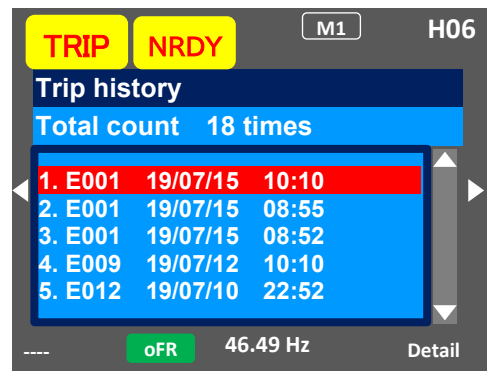 TRIP NRDY M1 H06
Trip history
Total count 18 times
1. E001 19/07/15 10:10
2. E001 19/07/15 08:55
3. E001 19/07/15 08:52
4. E009 19/07/12 10:10
5. E012 19/07/10 22:52
---- oFR 46.49 Hz Detail